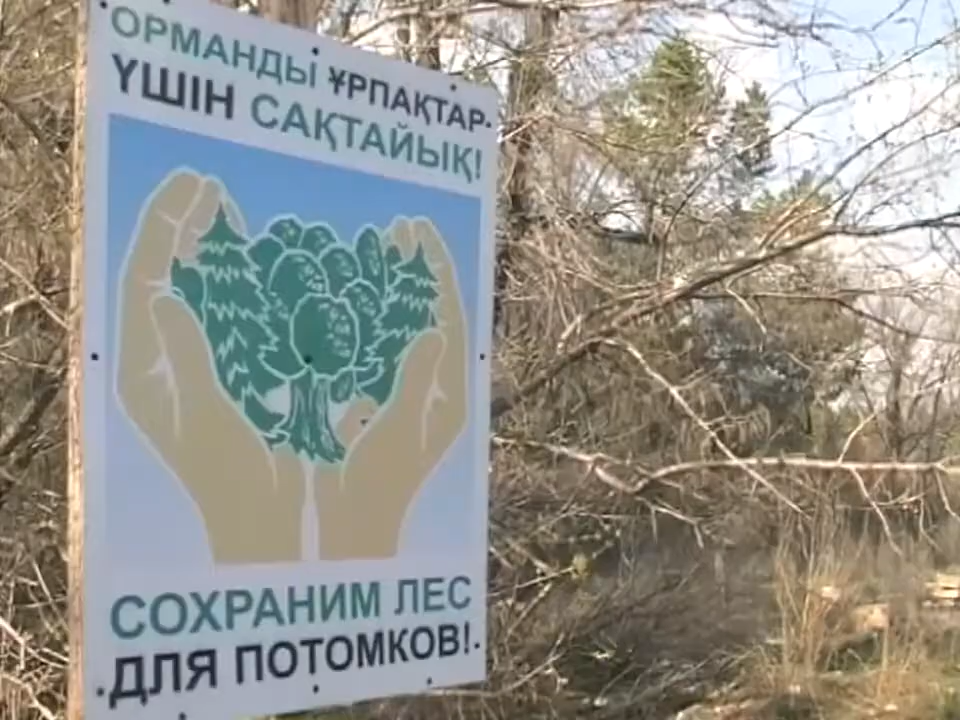 ОРМАНДЫ ҰРПАҚТАР
ҮШІН САҚТАЙЫҚ!
СОХРАНИМ ЛЕС
ДЛЯ ПОТОМКОВ!